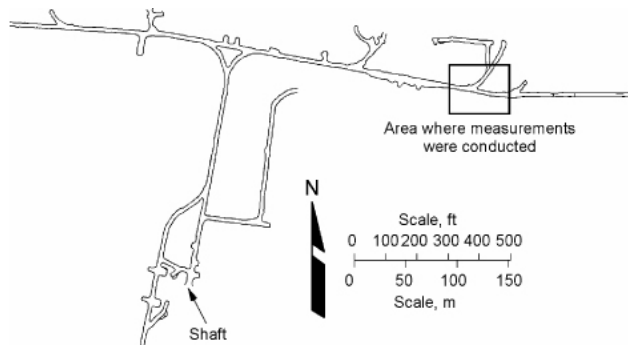 Area where measurements
were conducted
N
Scale, ft
0 100 200 300 400 500
0 50 100 150
Scale, m
Shaft